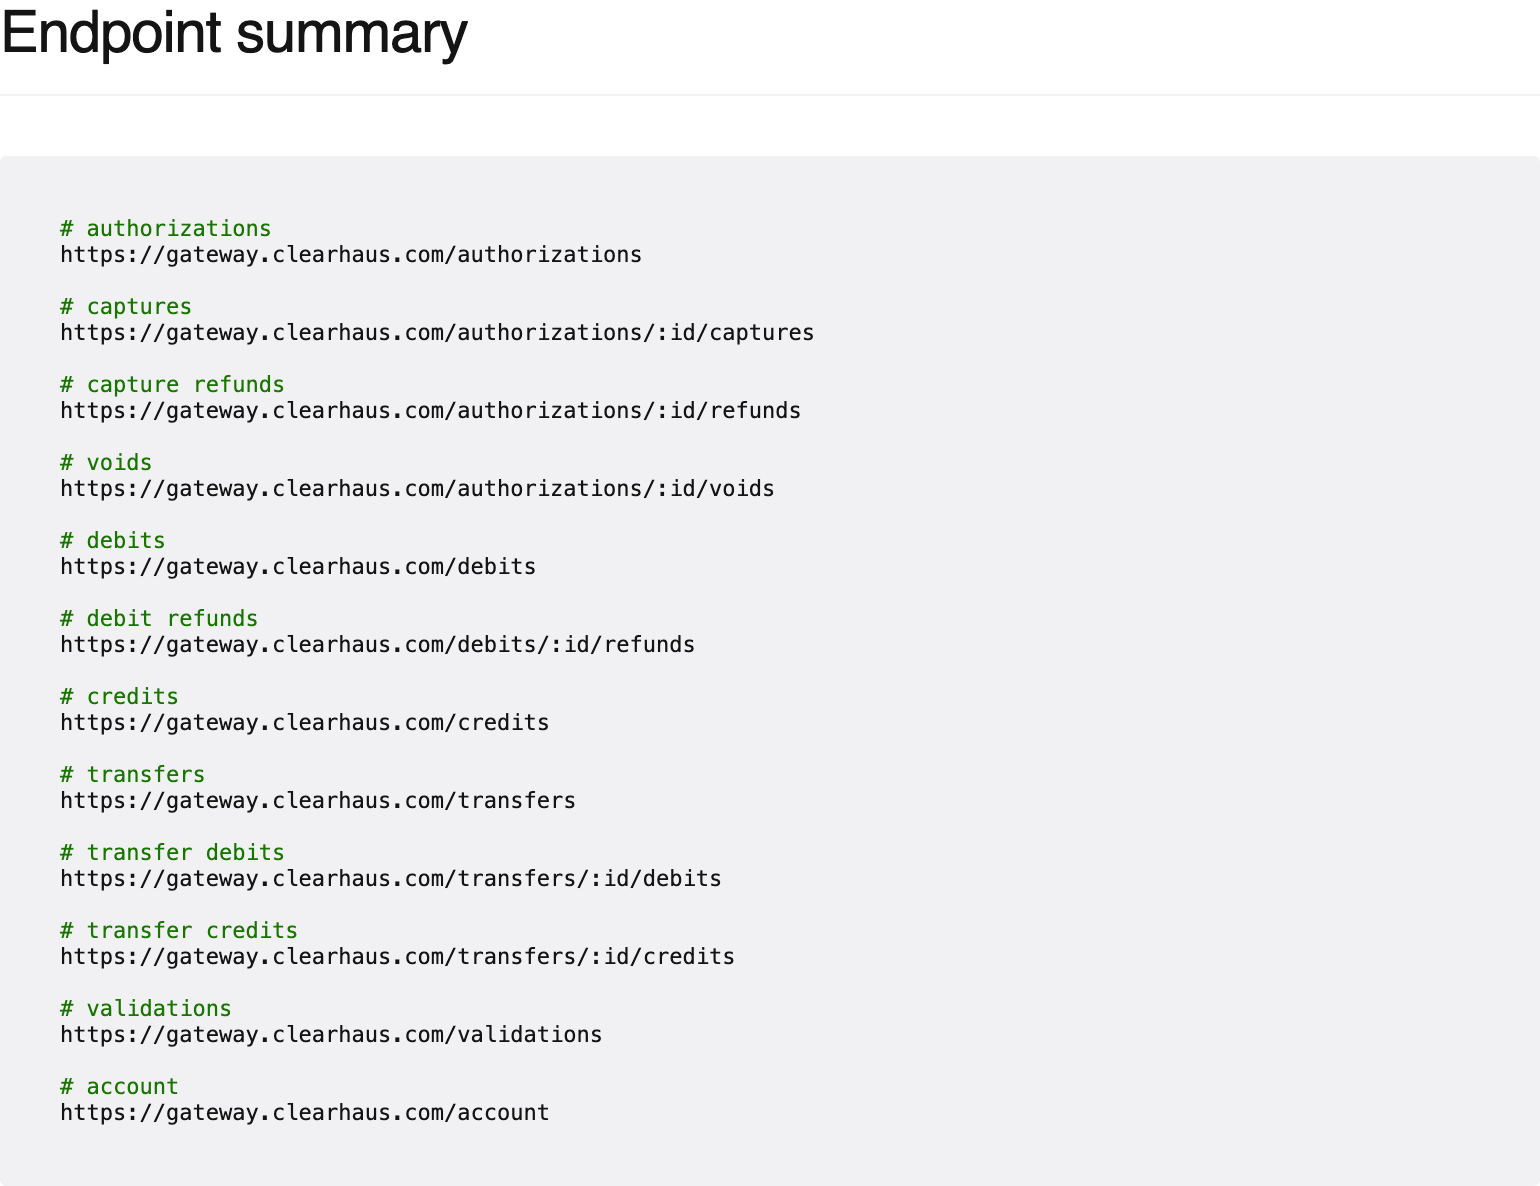 Endpoint summary
# authorizations
https://gateway.clearhaus.com/authorizations
# captures
https://gateway.clearhaus.com/authorizations/:id/captures
# capture refunds
https://gateway.clearhaus.com/authorizations/:id/refunds
# voids
https://gateway.clearhaus.com/authorizations/:id/voids
# debits
https://gateway.clearhaus.com/debits
# debit refunds
https://gateway.clearhaus.com/debits/:id/refunds
# credits
https://gateway.clearhaus.com/credits
# transfers
https://gateway.clearhaus.com/transfers
# transfer debits
https://gateway.clearhaus.com/transfers/:id/debits
# transfer credits
https://gateway.clearhaus.com/transfers/:id/credits
# validations
https://gateway.clearhaus.com/validations
# account
https://gateway.clearhaus.com/account